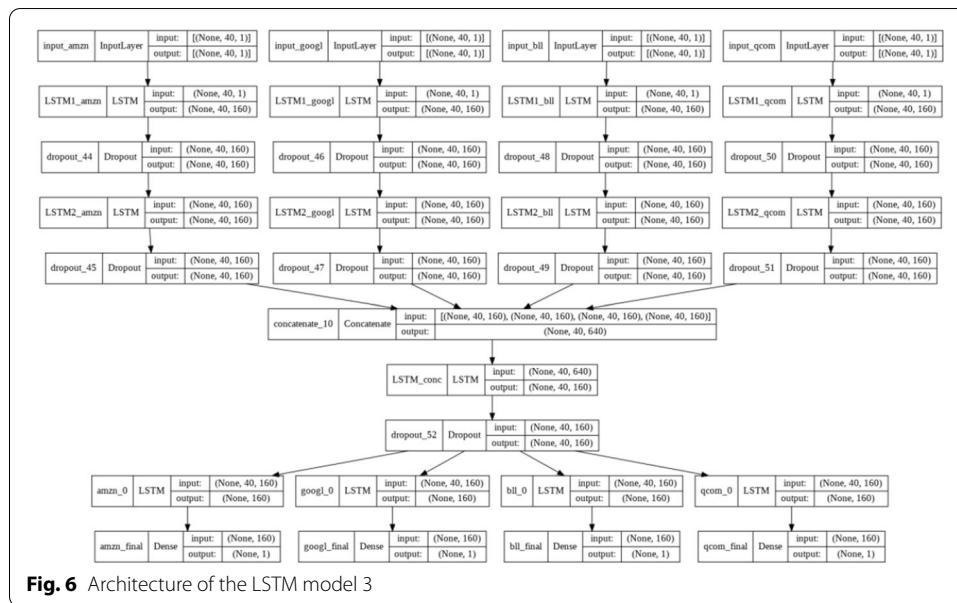 input_amzn InputLayer input: [(None, 40, 1)]
output: [(None, 40, 1)]
input_googl InputLayer input: [(None, 40, 1)]
output: [(None, 40, 1)]
input_bll InputLayer input: [(None, 40, 1)]
output: [(None, 40, 1)]
input_qcom InputLayer input: [(None, 40, 1)]
output: [(None, 40, 1)]
LSTM1_amzn LSTM input: (None, 40, 1)
output: (None, 40, 160)
LSTM1_googl LSTM input: (None, 40, 1)
output: (None, 40, 160)
LSTM1_bll LSTM input: (None, 40, 1)
output: (None, 40, 160)
LSTM1_qcom LSTM input: (None, 40, 1)
output: (None, 40, 160)
dropout_44 Dropout input: (None, 40, 160)
output: (None, 40, 160)
dropout_46 Dropout input: (None, 40, 160)
output: (None, 40, 160)
dropout_48 Dropout input: (None, 40, 160)
output: (None, 40, 160)
dropout_50 Dropout input: (None, 40, 160)
output: (None, 40, 160)
LSTM2_amzn LSTM input: (None, 40, 160)
output: (None, 40, 160)
LSTM2_googl LSTM input: (None, 40, 160)
output: (None, 40, 160)
LSTM2_bll LSTM input: (None, 40, 160)
output: (None, 40, 160)
LSTM2_qcom LSTM input: (None, 40, 160)
output: (None, 40, 160)
dropout_45 Dropout input: (None, 40, 160)
output: (None, 40, 160)
dropout_47 Dropout input: (None, 40, 160)
output: (None, 40, 160)
dropout_49 Dropout input: (None, 40, 160)
output: (None, 40, 160)
dropout_51 Dropout input: (None, 40, 160)
output: (None, 40, 160)
concatenate_10 Concatenate input: [(None, 40, 160), (None, 40, 160), (None, 40, 160), (None, 40, 160)]
output: (None, 40, 640)
LSTM_conc LSTM input: (None, 40, 640)
output: (None, 40, 160)
dropout_52 Dropout input: (None, 40, 160)
output: (None, 40, 160)
amzn_0 LSTM input: (None, 40, 160)
output: (None, 160)
googl_0 LSTM input: (None, 40, 160)
output: (None, 160)
bll_0 LSTM input: (None, 40, 160)
output: (None, 160)
qcom_0 LSTM input: (None, 40, 160)
output: (None, 160)
amzn_final Dense input: (None, 160)
output: (None, 1)
googl_final Dense input: (None, 160)
output: (None, 1)
bll_final Dense input: (None, 160)
output: (None, 1)
qcom_final Dense input: (None, 160)
output: (None, 1)
Fig. 6 Architecture of the LSTM model 3